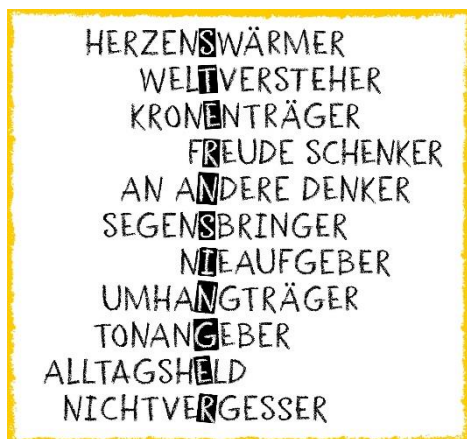 HERZENSWÄRMER
WELTVERSTEHER
KRONENTRÄGER
FREUDE SCHENKER
AN ANDERE DENKER
SEGENSBRINGER
NIEAUFGEBER
UMHANGTRÄGER
TONANGEBER
ALLTAGSHELD
NICHTVERGESSER